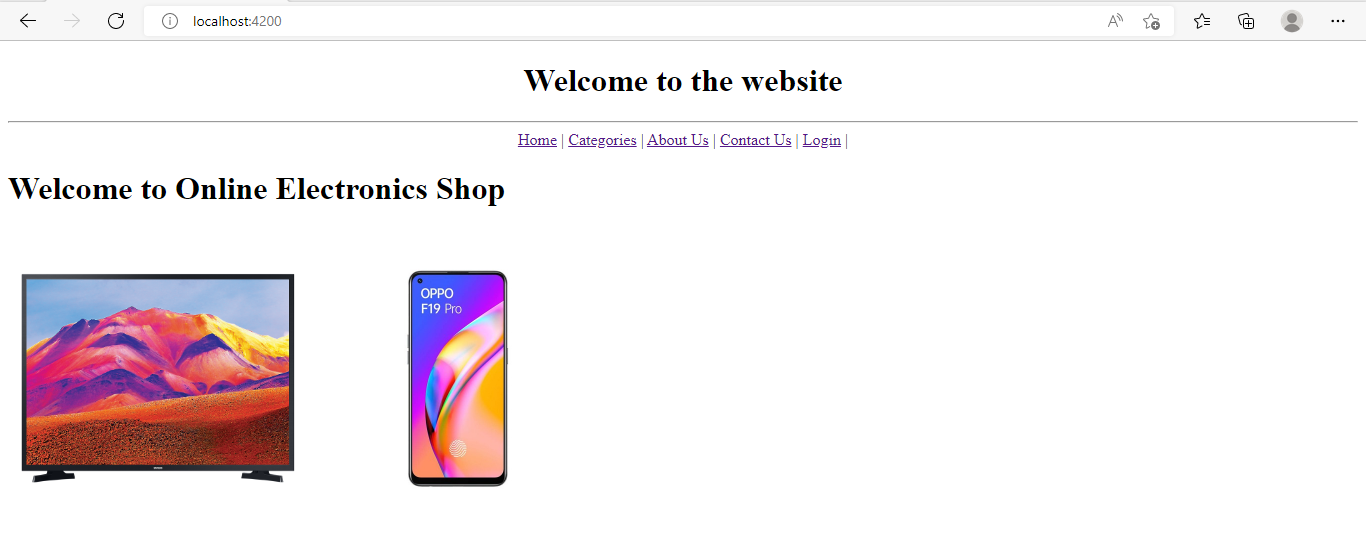 localhost:4200
Welcome to the website
Home | Categories | About Us | Contact Us | Login |
Welcome to Online Electronics Shop
OPPO
F19 Pro